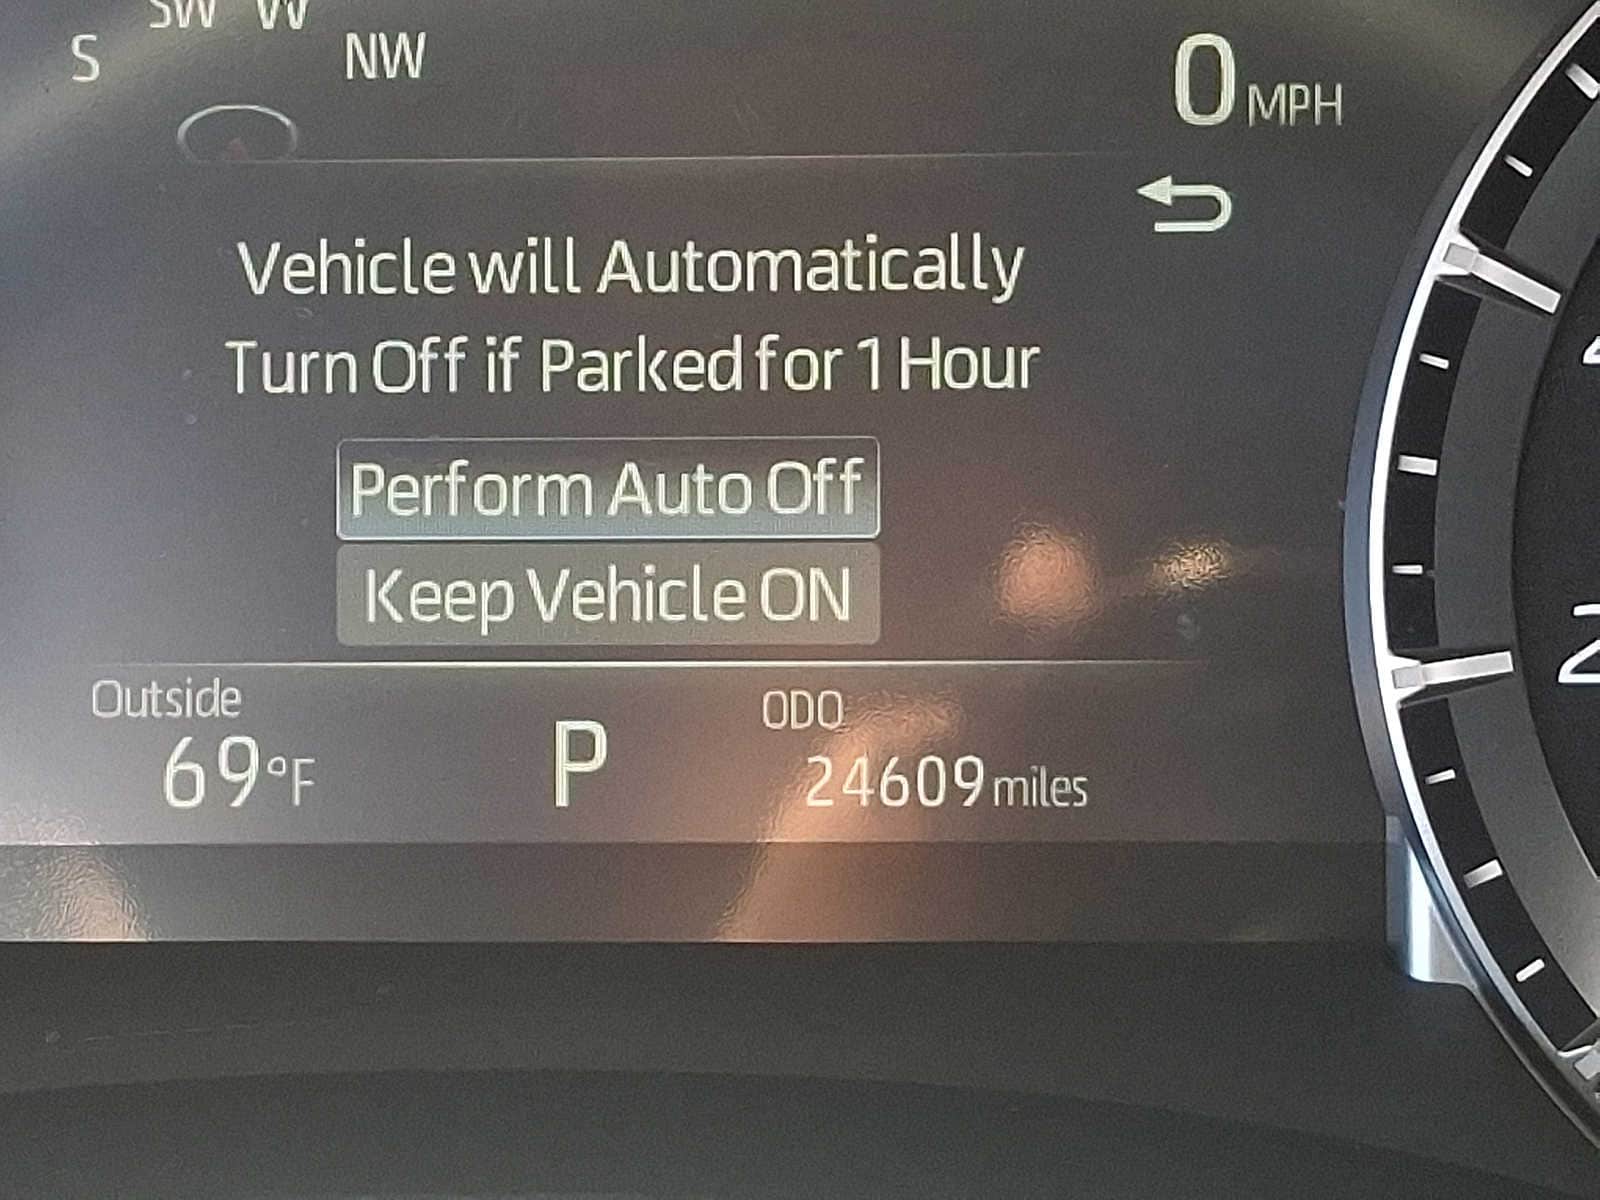 SW W
S NW
0 MPH
Vehicle will Automatically
Turn Off if Parked for 1 Hour
Perform Auto Off
Keep Vehicle ON
Outside
69°F
P
ODO
24609 miles
2